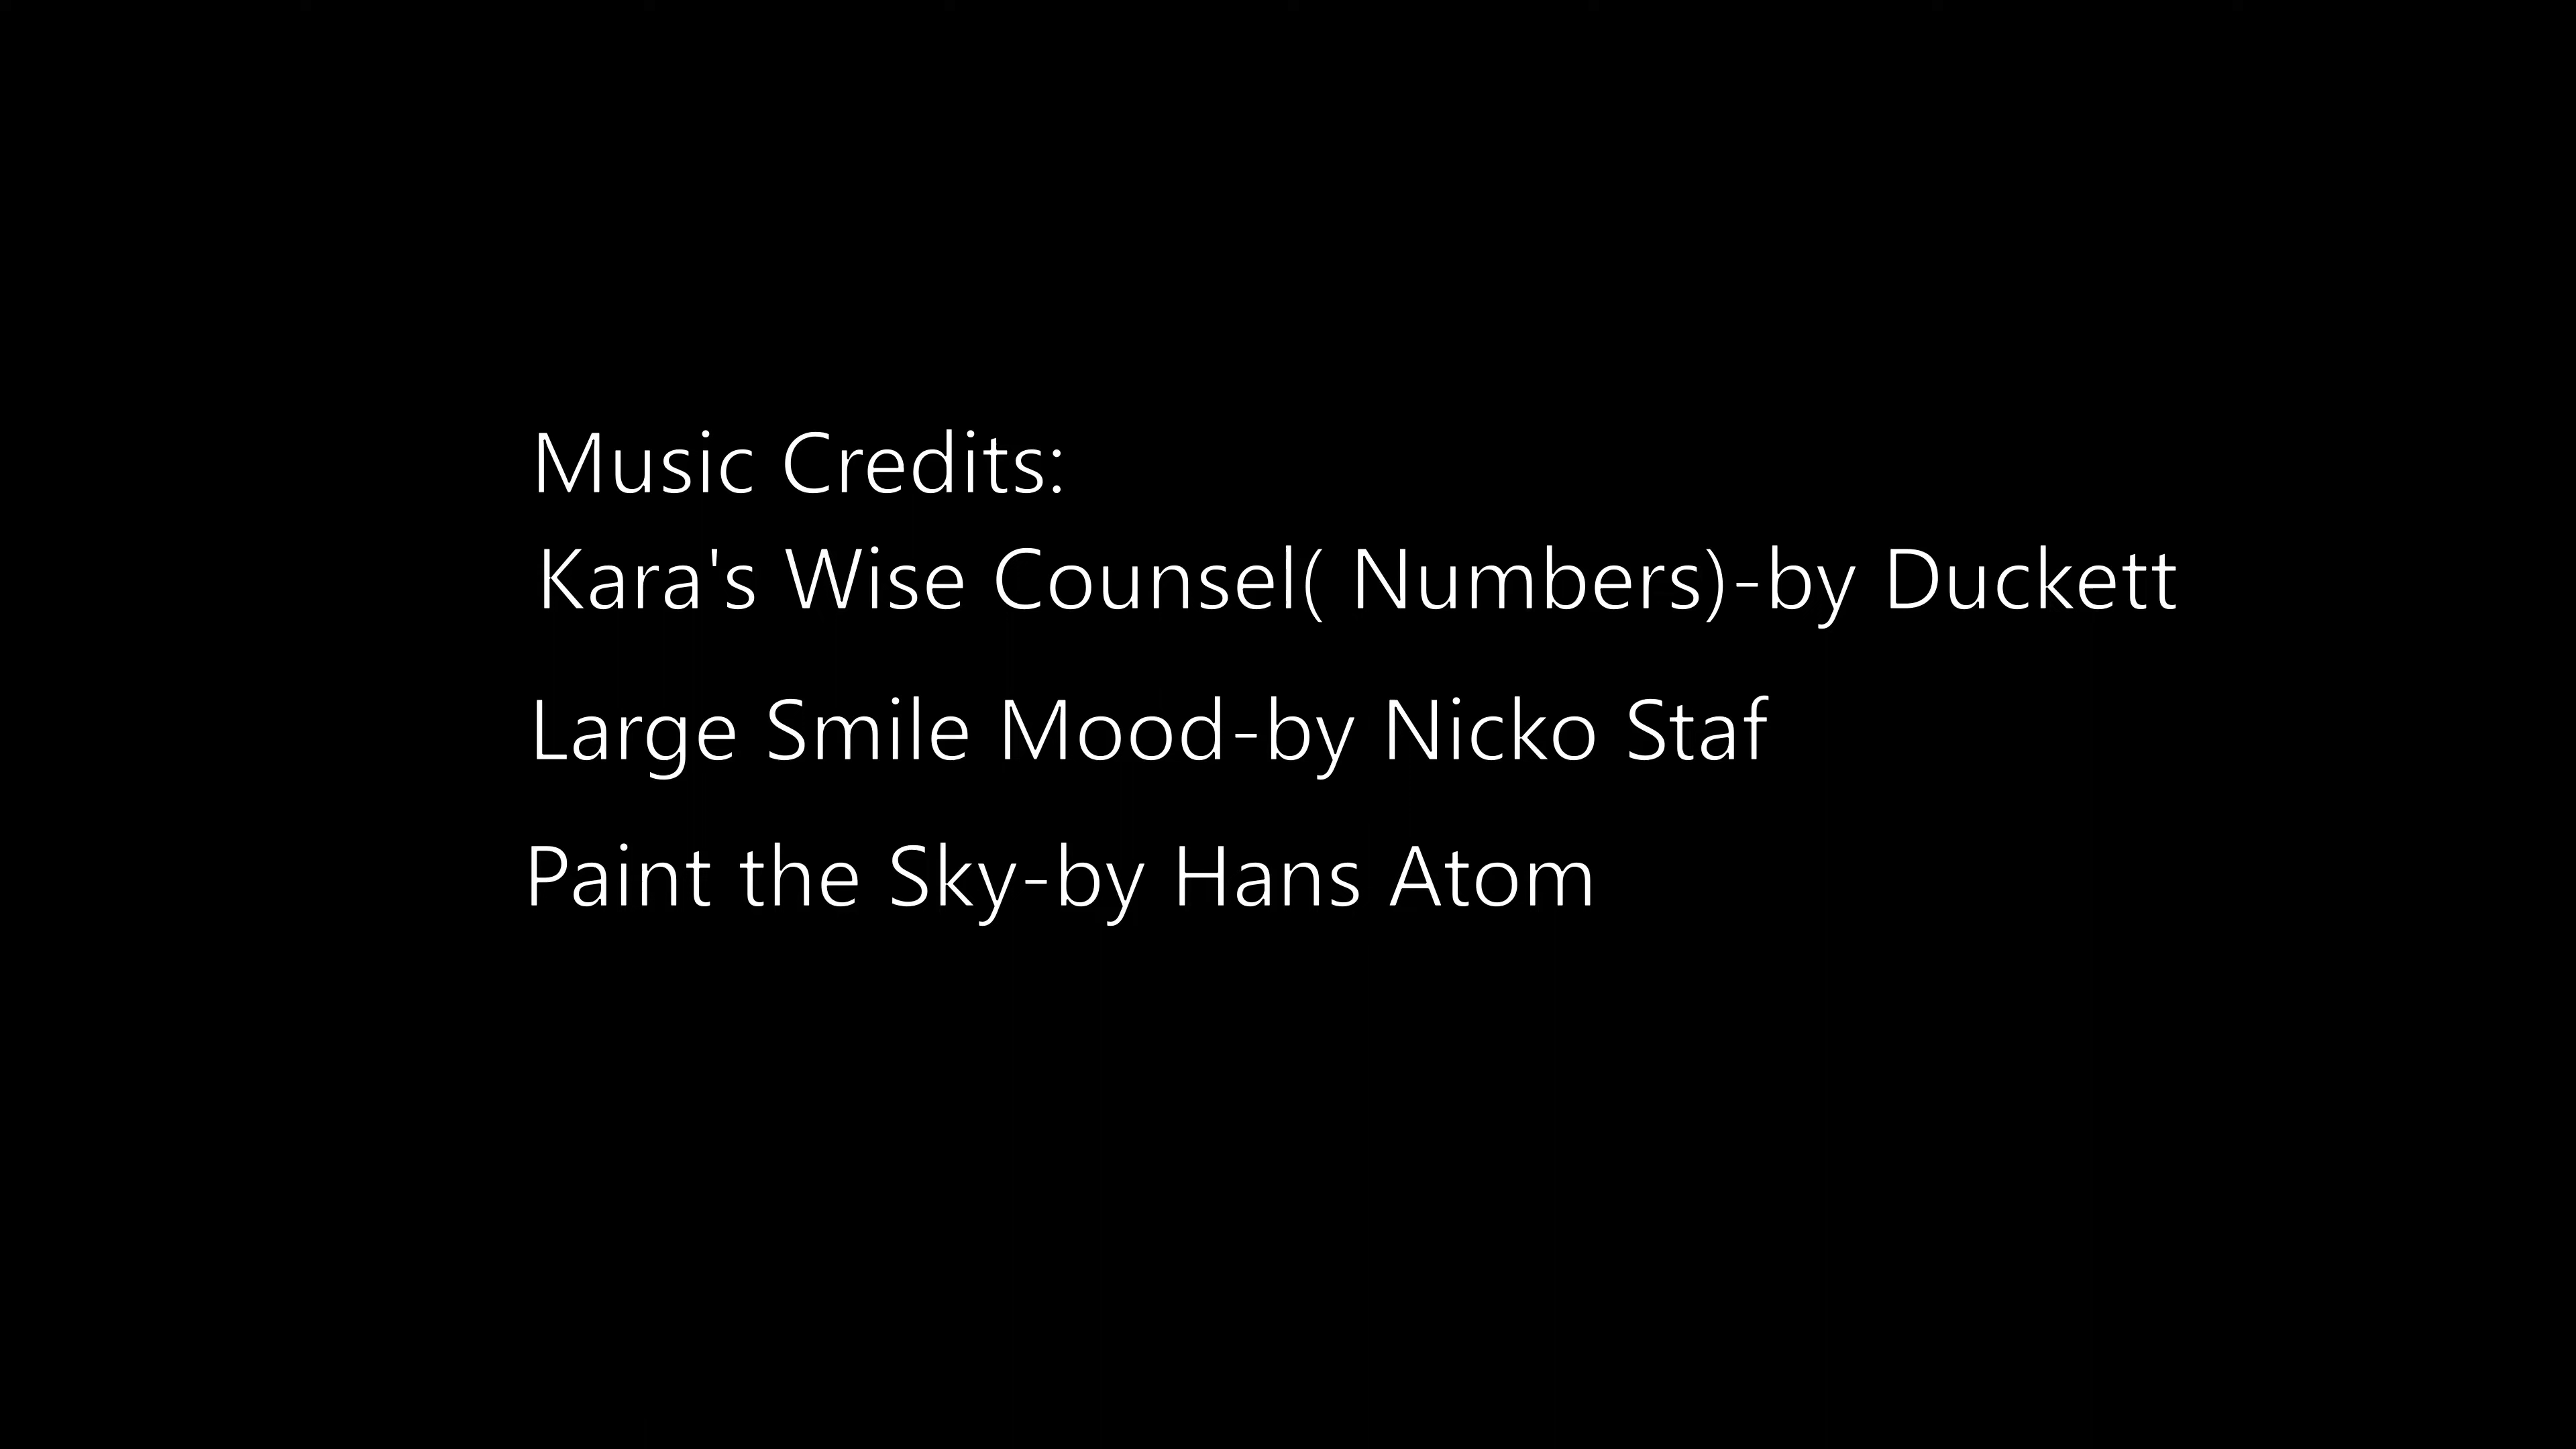 Music Credits:
Kara's Wise Counsel( Numbers)-by Duckett
Large Smile Mood-by Nicko Staf
Paint the Sky-by Hans Atom